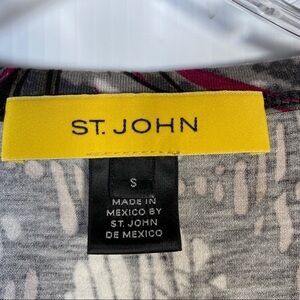 ST. JOHN
S
MADE IN
MEXICO BY
ST. JOHN
DE MEXICO